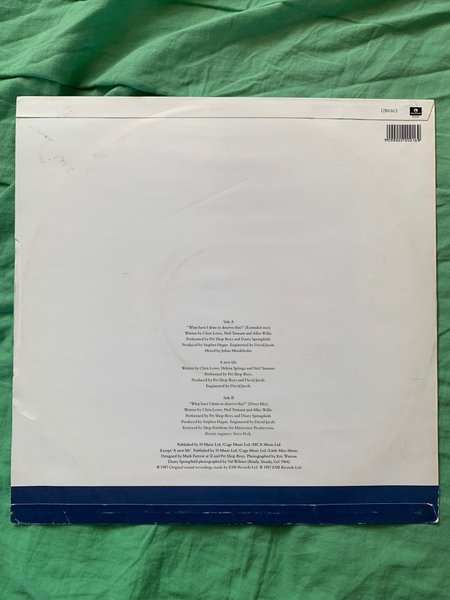 12R6163
5099920200149
Side A
"What have I done to deserve this?" (Extended mix)
Written by Chris Lowe, Neil Tennant and Allee Willis.
Performed by Pet Shop Boys and Dusty Springfield.
Produced by Stephen Hague. Engineered by David Jacob.
Mixed by Julian Mendelsohn.
A new life.
Written by Chris Lowe, Helena Springs and Neil Tennant.
Performed by Pet Shop Boys.
Produced by Pet Shop Boys and David Jacob.
Engineered by David Jacob.
Side B
"What have I done to deserve this?" (Disco Mix)
Written by Chris Lowe, Neil Tennant and Allee Willis.
Performed by Pet Shop Boys and Dusty Springfield.
Produced by Stephen Hague. Engineered by David Jacob.
Remixed by Shep Pettibone for Mastermix Productions.
Remix engineer: Steve Peck.
Published by 10 Music Ltd. /Cage Music Ltd. /MCA Music Ltd.
Except 'A new life': Published by 10 Music Ltd. /Cage Music Ltd. /Little Miss Music.
Designed by Mark Farrow at 3 and Pet Shop Boys. Photographed by Eric Watson.
Dusty Springfield photographed by Val Wilmer (Ready, Steady, Go! 1964).
℗ 1987 Original sound recordings made by EMI Records Ltd. © 1987 EMI Records Ltd.